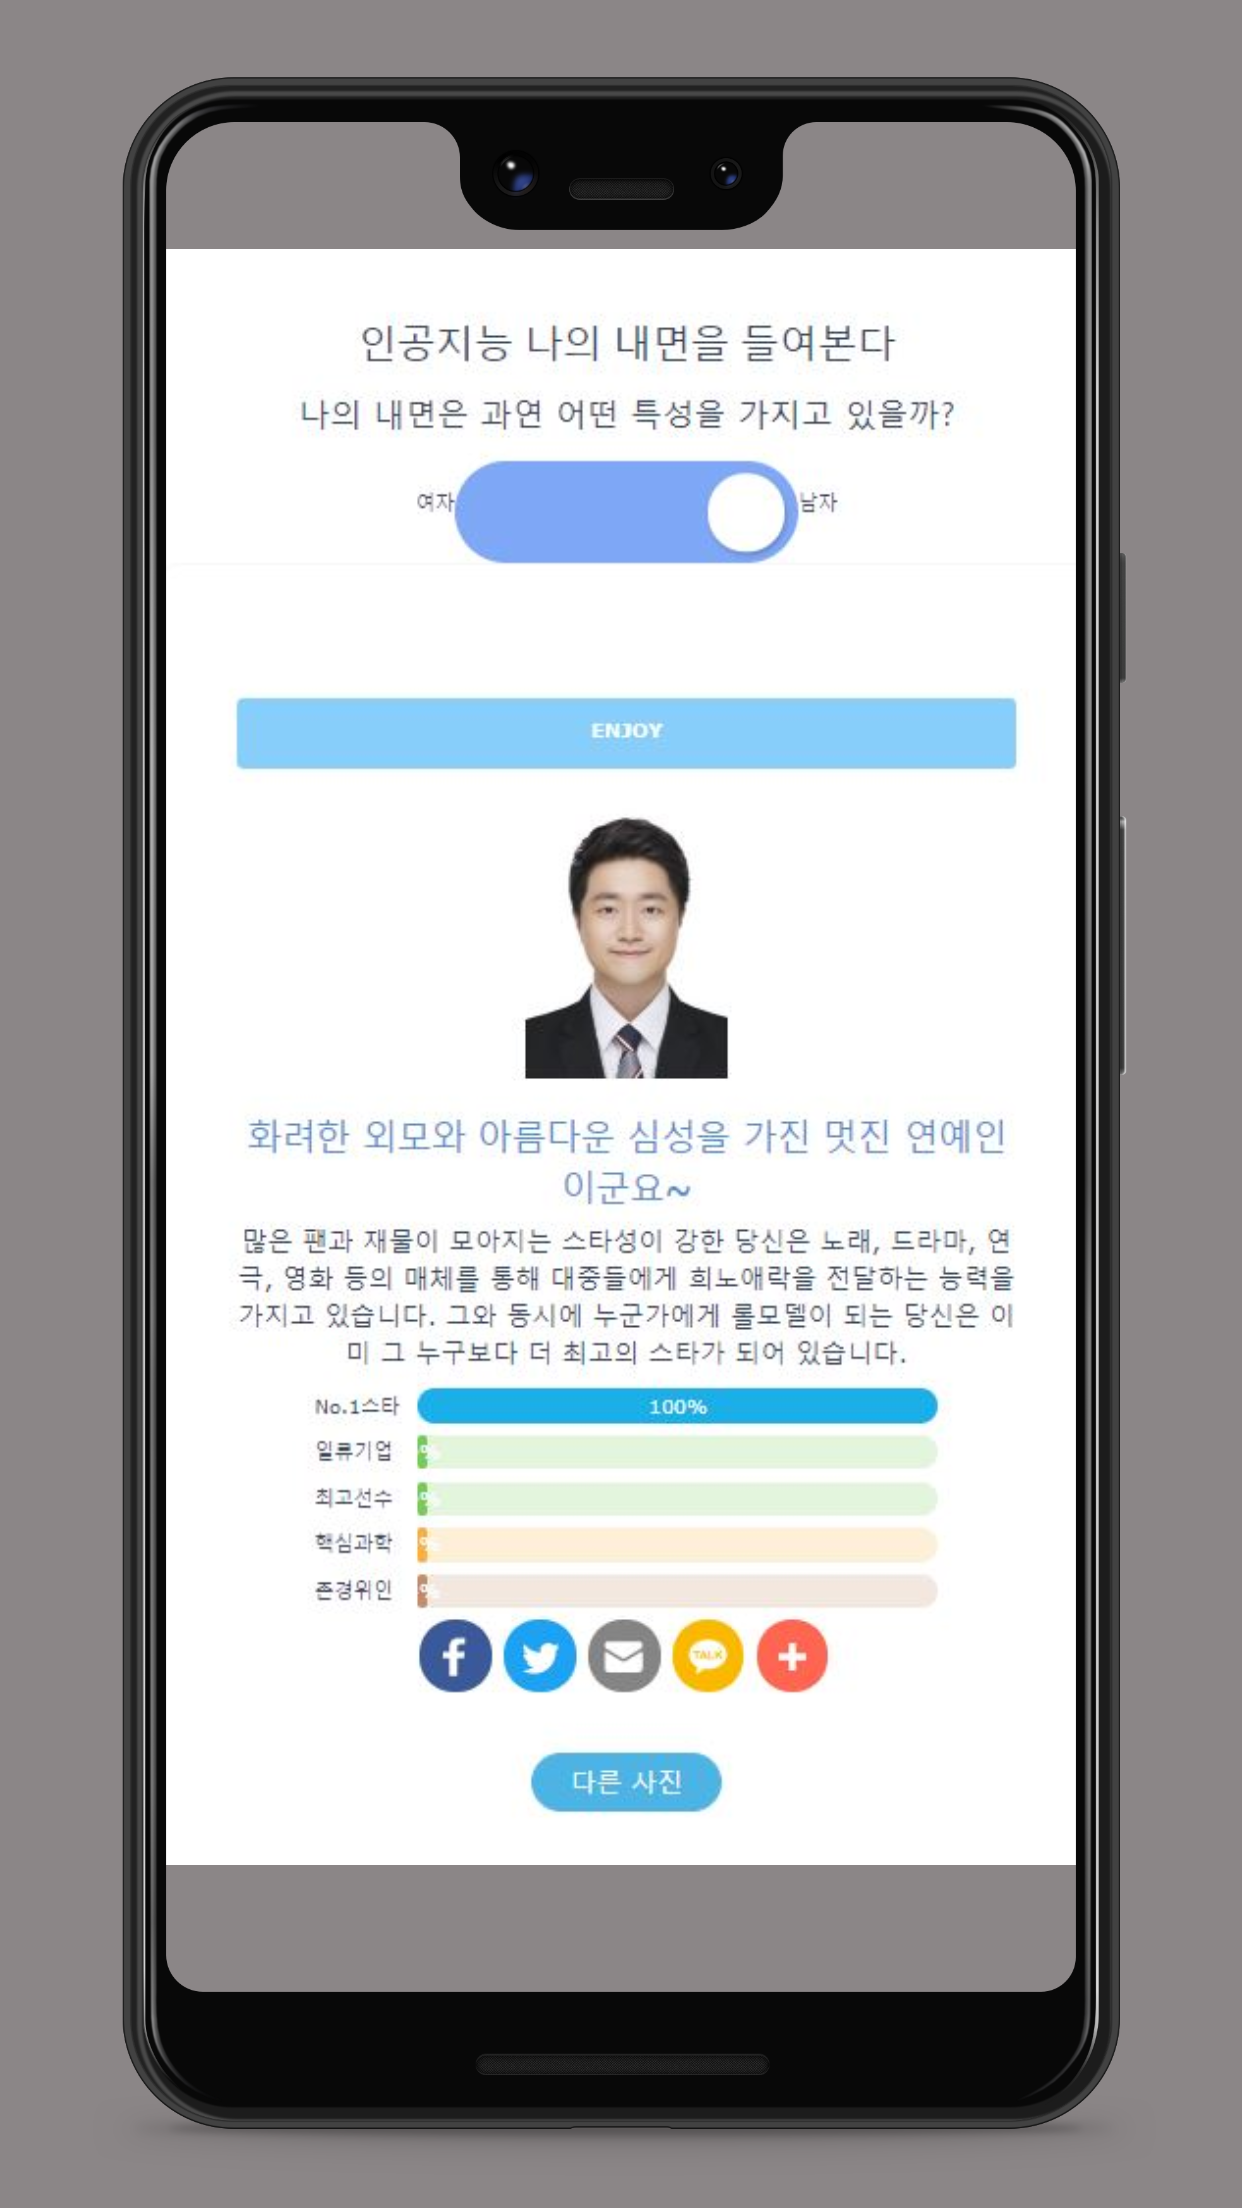 인공지능 나의 내면을 들여본다
나의 내면은 과연 어떤 특성을 가지고 있을까?
여자 남자
ENJOY
화려한 외모와 아름다운 심성을 가진 멋진 연예인
이군요~
많은 팬과 재물이 모아지는 스타성이 강한 당신은 노래, 드라마, 연
극, 영화 등의 매체를 통해 대중들에게 희노애락을 전달하는 능력을
가지고 있습니다. 그와 동시에 누군가에게 롤모델이 되는 당신은 이
미 그 누구보다 더 최고의 스타가 되어 있습니다.
No.1스타 100%
일류기업 %
최고선수 %
핵심과학 %
존경위인 %
TALK
다른 사진